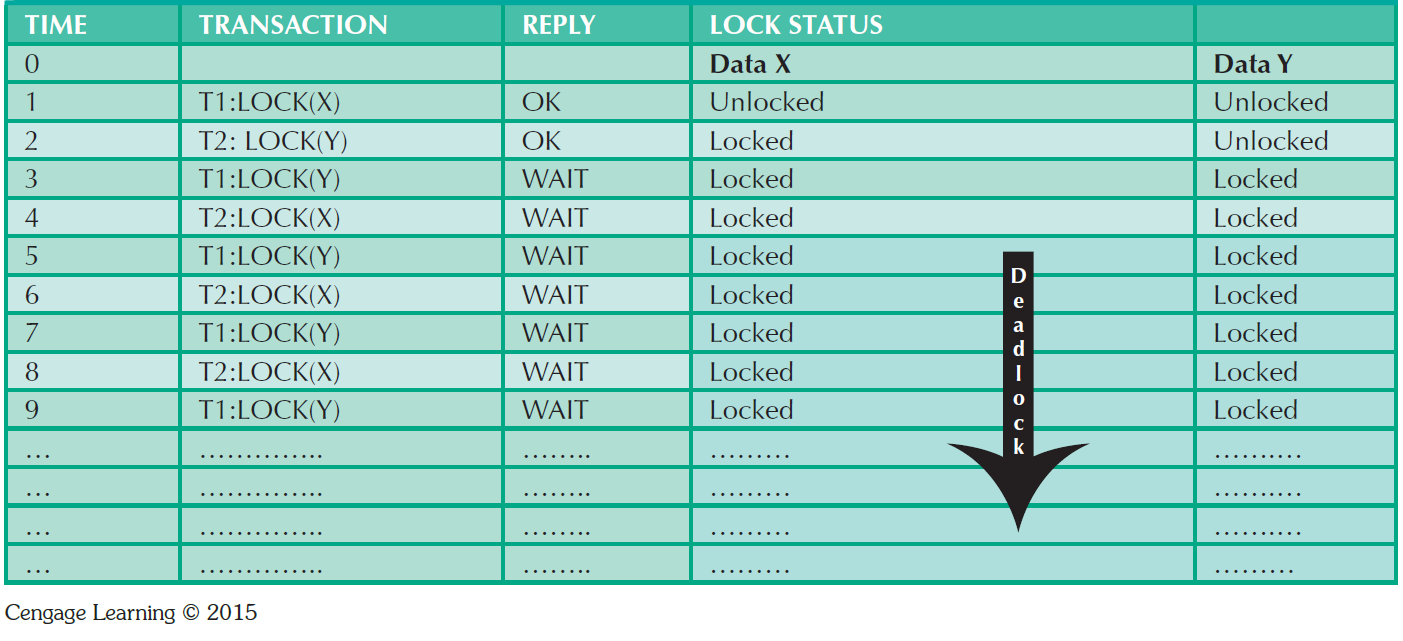 TIME TRANSACTION REPLY LOCK STATUS
0 Data X Data Y
1 T1:LOCK(X) OK Unlocked Unlocked
2 T2: LOCK(Y) OK Locked Unlocked
3 T1:LOCK(Y) WAIT Locked Locked
4 T2:LOCK(X) WAIT Locked Locked
5 T1:LOCK(Y) WAIT Locked Locked
6 T2:LOCK(X) WAIT Locked Locked
7 T1:LOCK(Y) WAIT Locked Locked
8 T2:LOCK(X) WAIT Locked Locked
9 T1:LOCK(Y) WAIT Locked Locked
... .............. ........ ......... ..........
... .............. ........ ......... ..........
... .............. ........ ......... ..........
... .............. ........ ......... .........
Deadlock
Cengage Learning © 2015